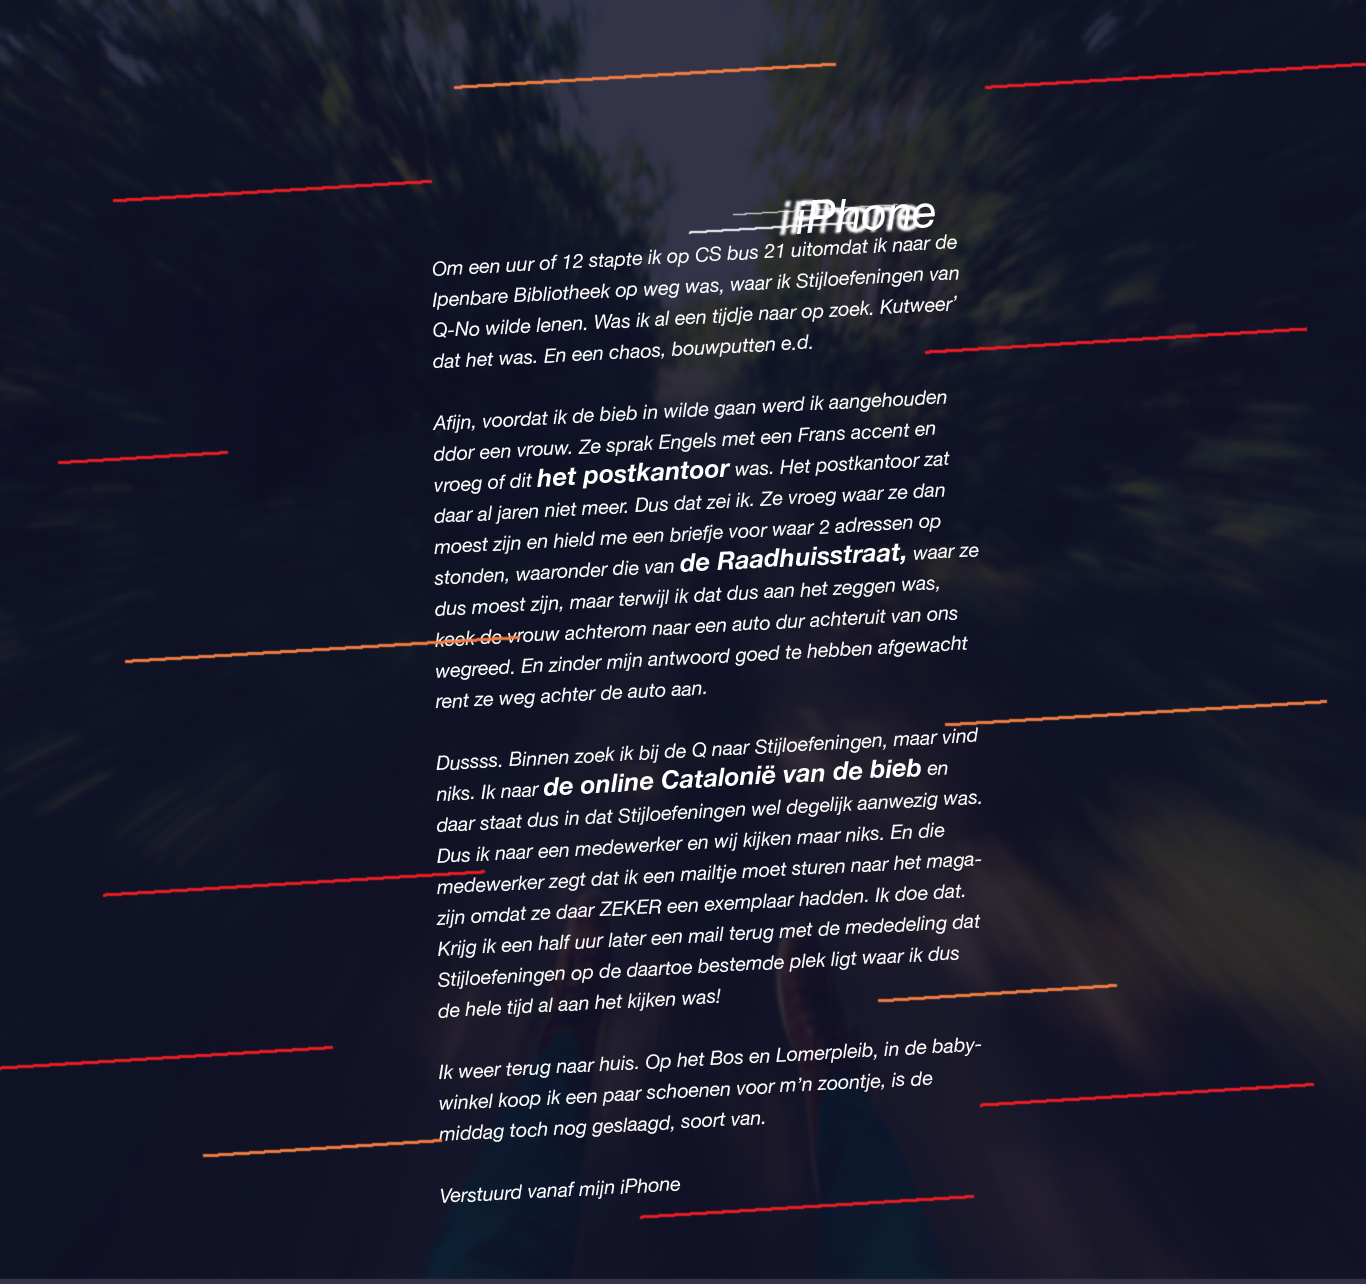 iPhone
Om een uur of 12 stapte ik op CS bus 21 uitomdat ik naar de
Ipenbare Bibliotheek op weg was, waar ik Stijloefeningen van
Q-No wilde lenen. Was ik al een tijdje naar op zoek. Kutweer’
dat het was. En een chaos, bouwputten e.d.
Afijn, voordat ik de bieb in wilde gaan werd ik aangehouden
ddor een vrouw. Ze sprak Engels met een Frans accent en
vroeg of dit het postkantoor was. Het postkantoor zat
daar al jaren niet meer. Dus dat zei ik. Ze vroeg waar ze dan
moest zijn en hield me een briefje voor waar 2 adressen op
stonden, waaronder die van de Raadhuisstraat, waar ze
dus moest zijn, maar terwijl ik dat dus aan het zeggen was,
keek de vrouw achterom naar een auto dur achteruit van ons
wegreed. En zinder mijn antwoord goed te hebben afgewacht
rent ze weg achter de auto aan.
Dussss. Binnen zoek ik bij de Q naar Stijloefeningen, maar vind
niks. Ik naar de online Catalonië van de bieb en
daar staat dus in dat Stijloefeningen wel degelijk aanwezig was.
Dus ik naar een medewerker en wij kijken maar niks. En die
medewerker zegt dat ik een mailtje moet sturen naar het maga-
zijn omdat ze daar ZEKER een exemplaar hadden. Ik doe dat.
Krijg ik een half uur later een mail terug met de mededeling dat
Stijloefeningen op de daartoe bestemde plek ligt waar ik dus
de hele tijd al aan het kijken was!
Ik weer terug naar huis. Op het Bos en Lomerpleib, in de baby-
winkel koop ik een paar schoenen voor m’n zoontje, is de
middag toch nog geslaagd, soort van.
Verstuurd vanaf mijn iPhone